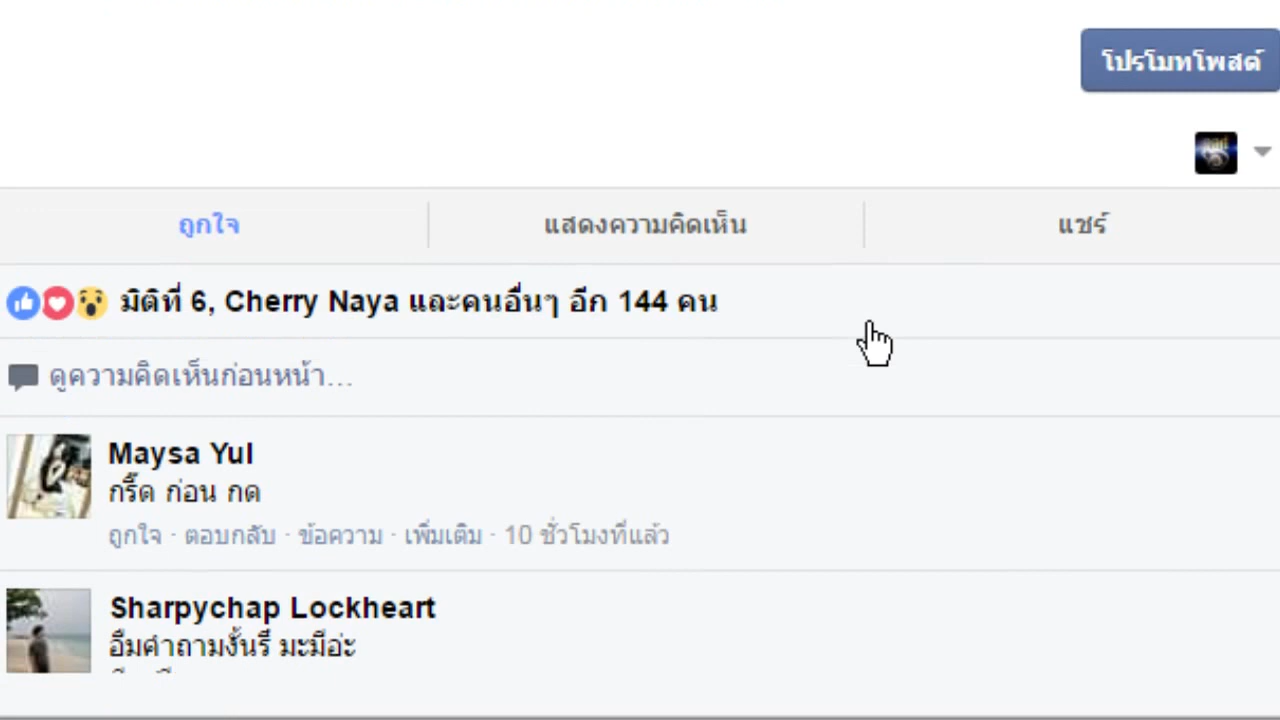 โปรโมทโพสต์
ถูกใจ แสดงความคิดเห็น แชร์
มิติที่ 6, Cherry Naya และคนอื่นๆ อีก 144 คน
ดูความคิดเห็นก่อนหน้า...
Maysa Yul
กรี๊ด ก่อน กด
ถูกใจ · ตอบกลับ · ข้อความ · เพิ่มเติม · 10 ชั่วโมงที่แล้ว
Sharpychap Lockheart
อืมคำถามงั้นรึ มะมีอ่ะ